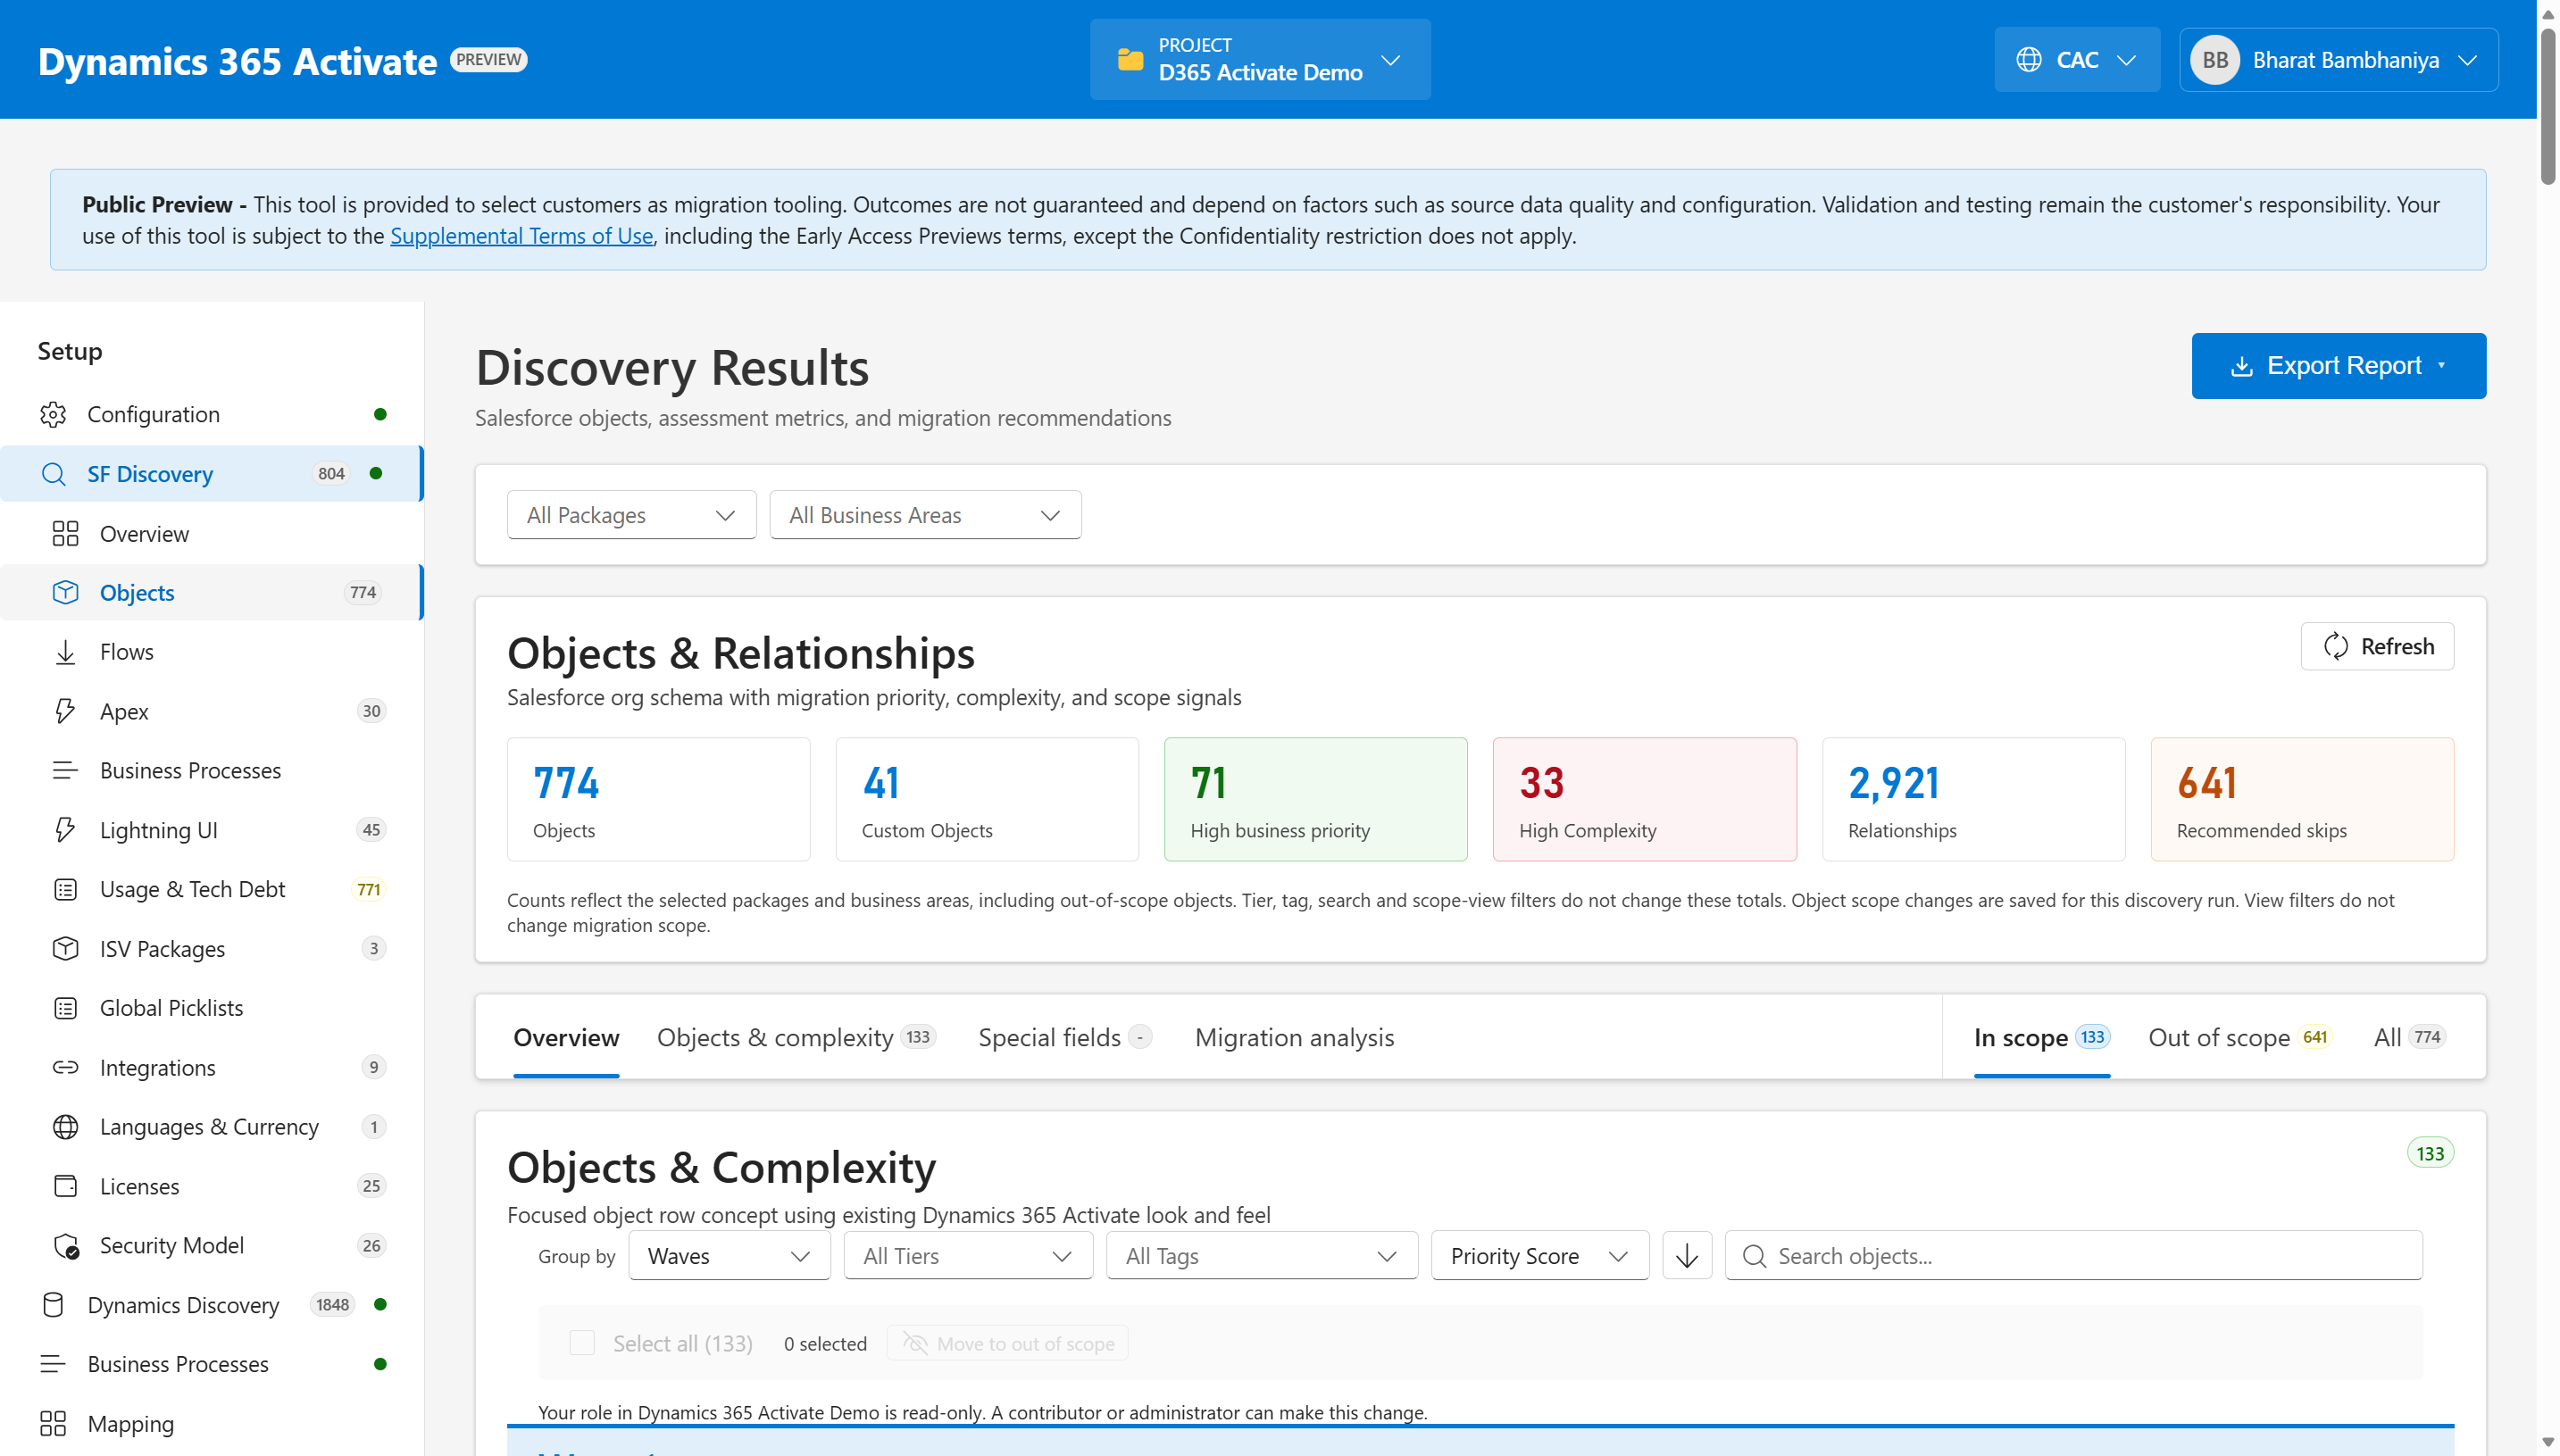 Dynamics 365 Activate PREVIEW
PROJECT
D365 Activate Demo
CAC
BB Bharat Bambhaniya
Public Preview - This tool is provided to select customers as migration tooling. Outcomes are not guaranteed and depend on factors such as source data quality and configuration. Validation and testing remain the customer's responsibility. Your
use of this tool is subject to the Supplemental Terms of Use, including the Early Access Previews terms, except the Confidentiality restriction does not apply.
Setup
Configuration
SF Discovery 804
Overview
Objects 774
Flows
Apex 30
Business Processes
Lightning UI 45
Usage & Tech Debt 771
ISV Packages 3
Global Picklists
Integrations 9
Languages & Currency 1
Licenses 25
Security Model 26
Dynamics Discovery 1848
Business Processes
Mapping
Discovery Results
Salesforce objects, assessment metrics, and migration recommendations
Export Report
All Packages All Business Areas
Objects & Relationships
Salesforce org schema with migration priority, complexity, and scope signals
Refresh
774
Objects
41
Custom Objects
71
High business priority
33
High Complexity
2,921
Relationships
641
Recommended skips
Counts reflect the selected packages and business areas, including out-of-scope objects. Tier, tag, search and scope-view filters do not change these totals. Object scope changes are saved for this discovery run. View filters do not
change migration scope.
Overview Objects & complexity 133 Special fields - Migration analysis In scope 133 Out of scope 641 All 774
Objects & Complexity 133
Focused object row concept using existing Dynamics 365 Activate look and feel
Group by Waves All Tiers All Tags Priority Score Search objects...
Select all (133) 0 selected Move to out of scope
Your role in Dynamics 365 Activate Demo is read-only. A contributor or administrator can make this change.